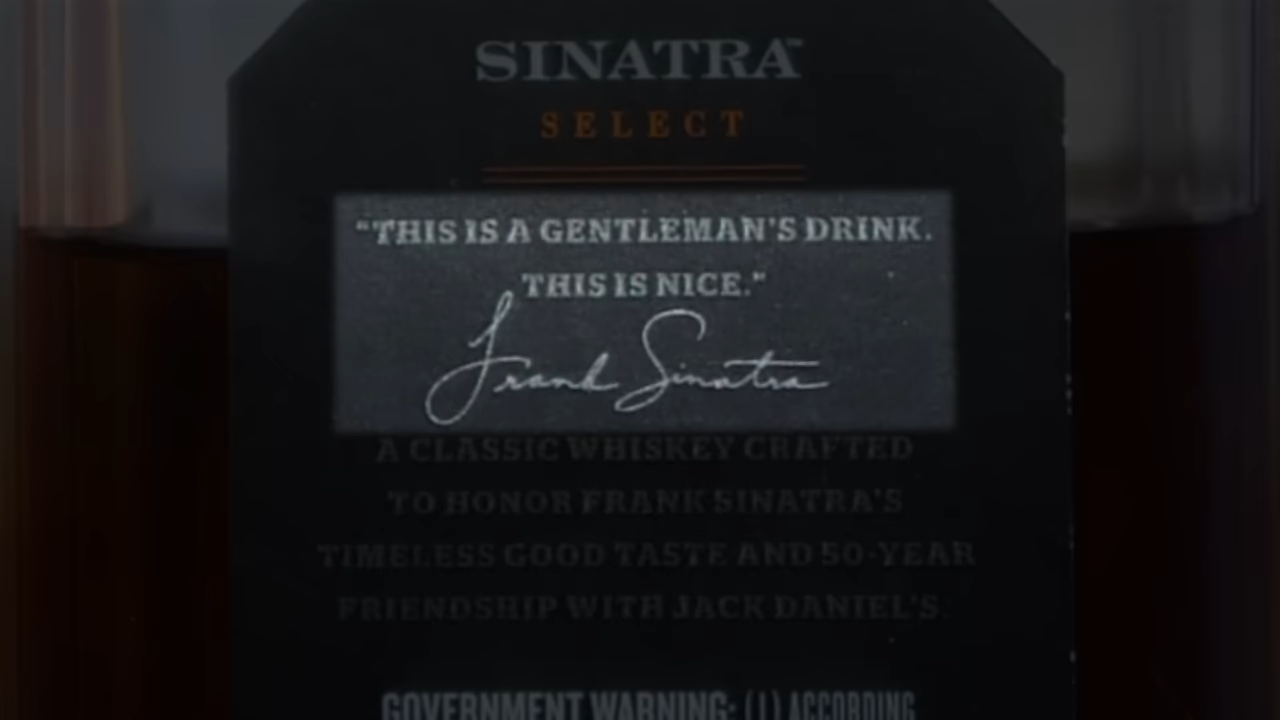 SINATRA™
SELECT
"THIS IS A GENTLEMAN'S DRINK.
THIS IS NICE."
Frank Sinatra
A CLASSIC WHISKEY CRAFTED
TO HONOR FRANK SINATRA'S
TIMELESS GOOD TASTE AND 50-YEAR
FRIENDSHIP WITH JACK DANIEL'S.
GOVERNMENT WARNING: (1) ACCORDING